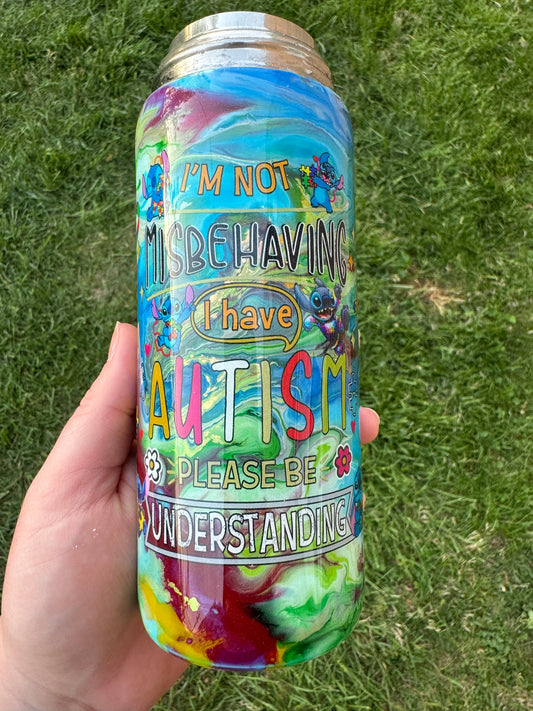 I'M NOT
MISBEHAVING
I have
AUTISM
PLEASE BE
UNDERSTANDING